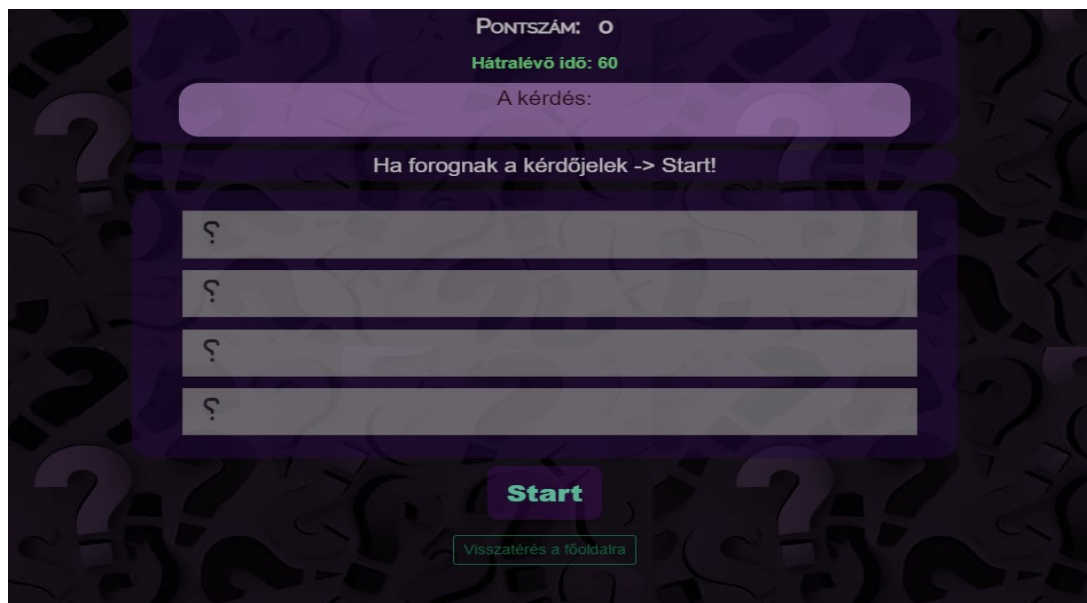 Pontszám: 0
Hátralévő idő: 60
A kérdés:
Ha forognak a kérdőjelek -> Start!
⸮
⸮
⸮
⸮
Start
Visszatérés a főoldalra